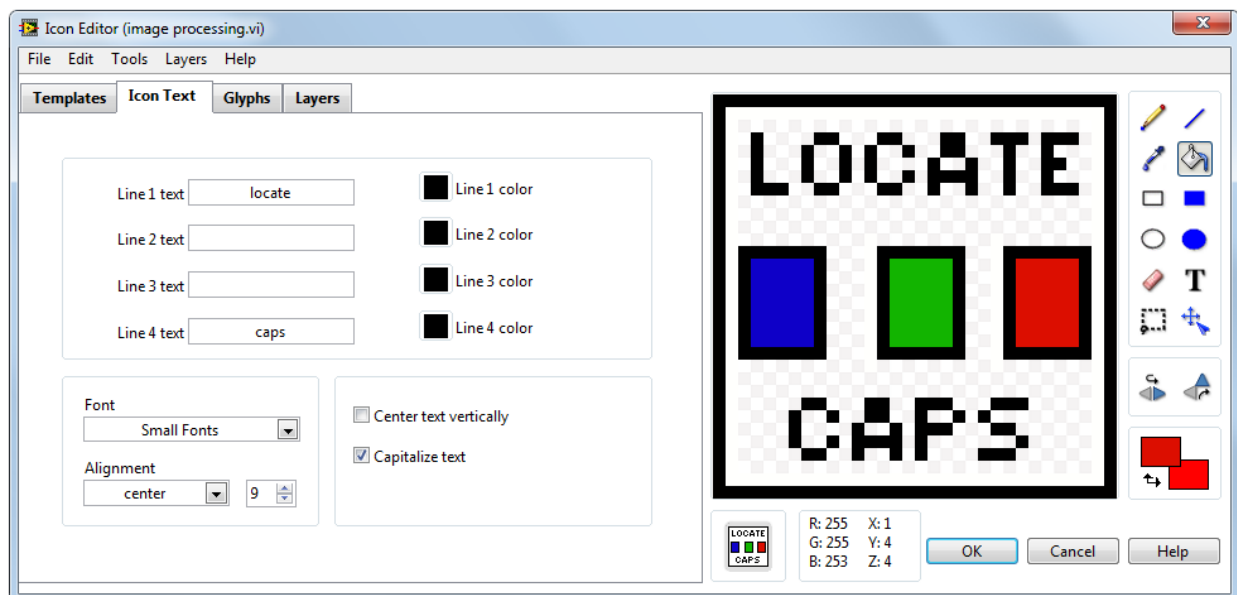 Icon Editor (image processing.vi)
File Edit Tools Layers Help
Templates Icon Text Glyphs Layers
Line 1 text locate Line 1 color
Line 2 text Line 2 color
Line 3 text Line 3 color
Line 4 text caps Line 4 color
Font
Small Fonts
Alignment
center 9
Center text vertically
Capitalize text
LOCATE
CAPS
T
LOCATE
CAPS
R: 255 X: 1
G: 255 Y: 4
B: 253 Z: 4
OK Cancel Help